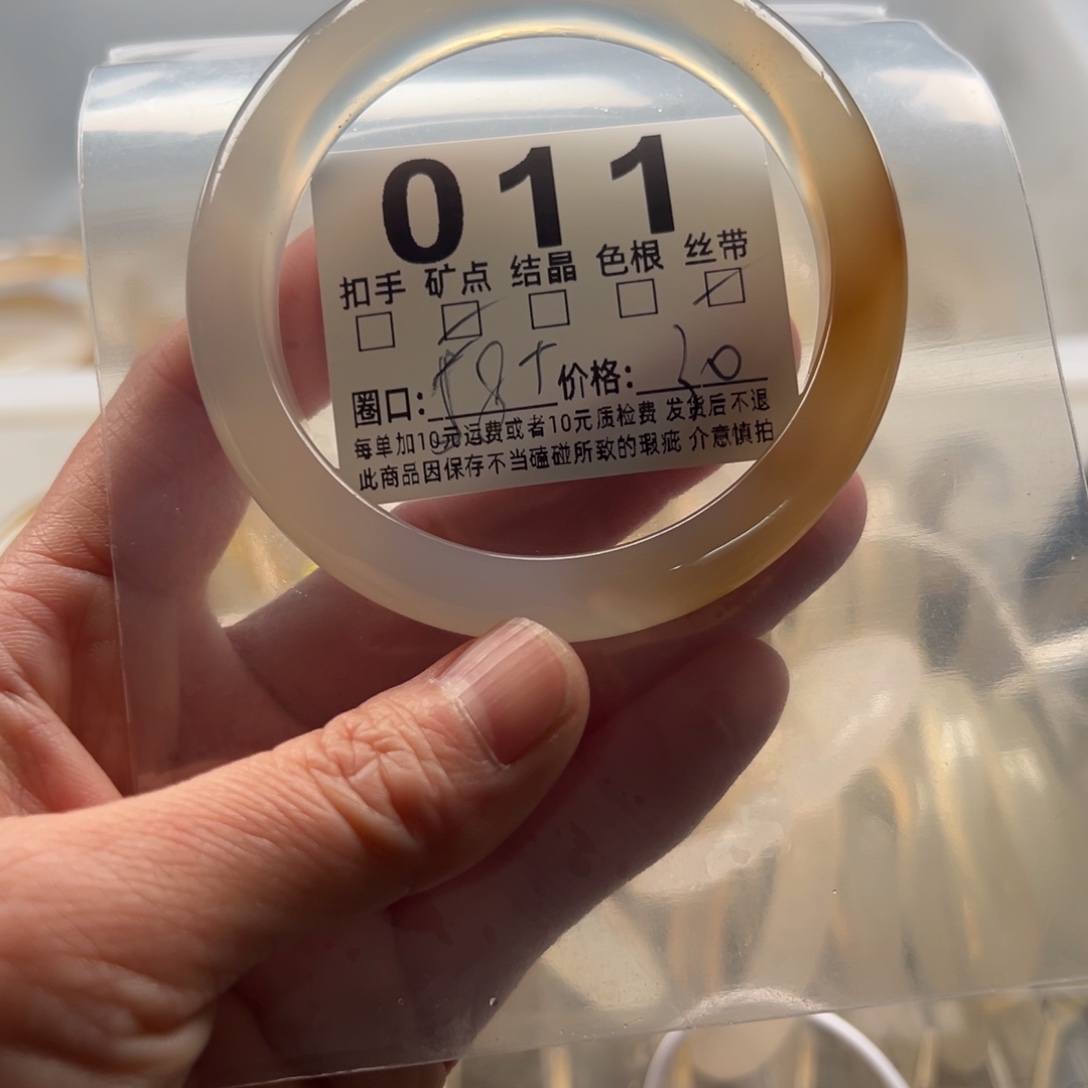 011
扣手 矿点 结晶 色根 丝带
圈口: 58+ 价格: 30
每单加10元运费或者10元质检费 发货后不退
此商品因保存不当磕碰所致的瑕疵 介意慎拍